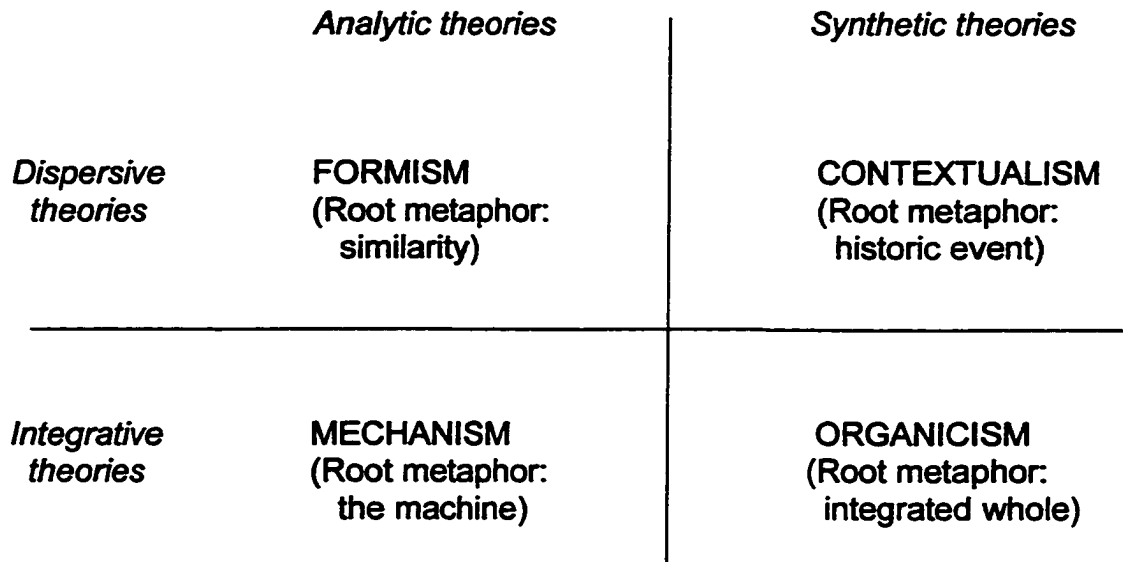 Analytic theories
Synthetic theories
Dispersive
theories
FORMISM
(Root metaphor:
similarity)
CONTEXTUALISM
(Root metaphor:
historic event)
Integrative
theories
MECHANISM
(Root metaphor:
the machine)
ORGANICISM
(Root metaphor:
integrated whole)